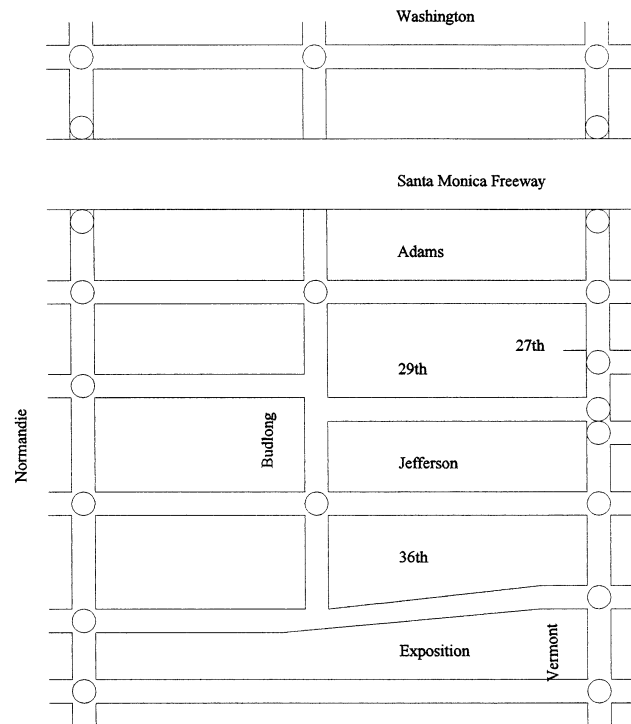 Washington
Santa Monica Freeway
Adams
27th
29th
Normandie
Budlong
Jefferson
36th
Vermont
Exposition